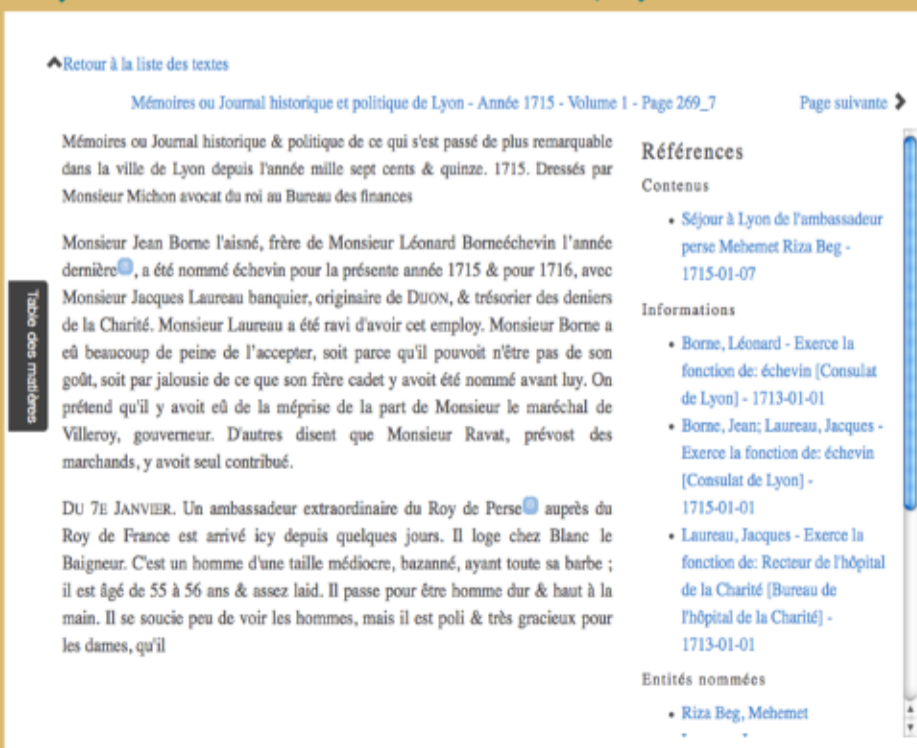 Retour à la liste des textes
Mémoires ou Journal historique et politique de Lyon - Année 1715 - Volume 1 - Page 269_7
Page suivante
Mémoires ou Journal historique & politique de ce qui s'est passé de plus remarquable
dans la ville de Lyon depuis l'année mille sept cents & quinze. 1715. Dressés par
Monsieur Michon avocat du roi au Bureau des finances
Monsieur Jean Borne l'aisné, frère de Monsieur Léonard Borneéchevin l'année
dernière, a été nommé échevin pour la présente année 1715 & pour 1716, avec
Monsieur Jacques Laureau banquier, originaire de DIJON, & trésorier des deniers
de la Charité. Monsieur Laureau a été ravi d'avoir cet employ. Monsieur Borne a
eû beaucoup de peine de l'accepter, soit parce qu'il pouvoit n'être pas de son
goût, soit par jalousie de ce que son frère cadet y avoit été nommé avant luy. On
prétend qu'il y avoit eû de la méprise de la part de Monsieur le maréchal de
Villeroy, gouverneur. D'autres disent que Monsieur Ravat, prévost des
marchands, y avoit seul contribué.
DU 7E JANVIER. Un ambassadeur extraordinaire du Roy de Perse auprès du
Roy de France est arrivé icy depuis quelques jours. Il loge chez Blanc le
Baigneur. C'est un homme d'une taille médiocre, bazanné, ayant toute sa barbe ;
il est âgé de 55 à 56 ans & assez laid. Il passe pour être homme dur & haut à la
main. Il se soucie peu de voir les hommes, mais il est poli & très gracieux pour
les dames, qu'il
Table des matières
Références
Contenus
• Séjour à Lyon de l'ambassadeur
perse Mehemet Riza Beg -
1715-01-07
Informations
• Borne, Léonard - Exerce la
fonction de: échevin [Consulat
de Lyon] - 1713-01-01
• Borne, Jean; Laureau, Jacques -
Exerce la fonction de: échevin
[Consulat de Lyon] -
1715-01-01
• Laureau, Jacques - Exerce la
fonction de: Recteur de l'hôpital
de la Charité [Bureau de
l'hôpital de la Charité] -
1713-01-01
Entités nommées
• Riza Beg, Mehemet